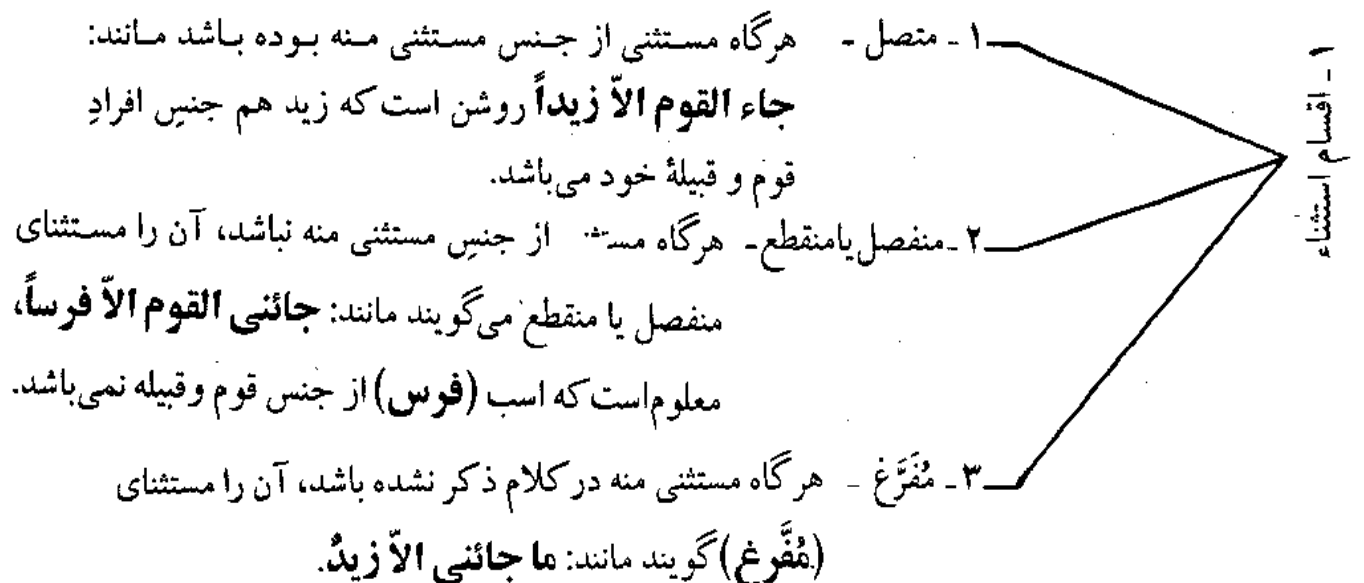 ۱ - اقسام استثناء
۱ - متصل - هرگاه مستثنی از جنس مستثنی منه بوده باشد مانند:
جاء القوم الاّ زیداً روشن است که زید هم جنسِ افرادِ
قوم و قبیلهٔ خود می‌باشد.
۲ - منفصل یا منقطع - هرگاه از جنسِ مستثنی منه نباشد، آن را مستثنای
منفصل یا منقطع می‌گویند مانند: جائنی القوم الاّ فرساً،
معلوم است که اسب (فرس) از جنس قوم و قبیله نمی‌باشد.
۳ - مُفَرَّغ - هر گاه مستثنی منه در کلام ذکر نشده باشد، آن را مستثنای
(مُفَّرغ) گویند مانند: ما جائنی الاّ زیدٌ.